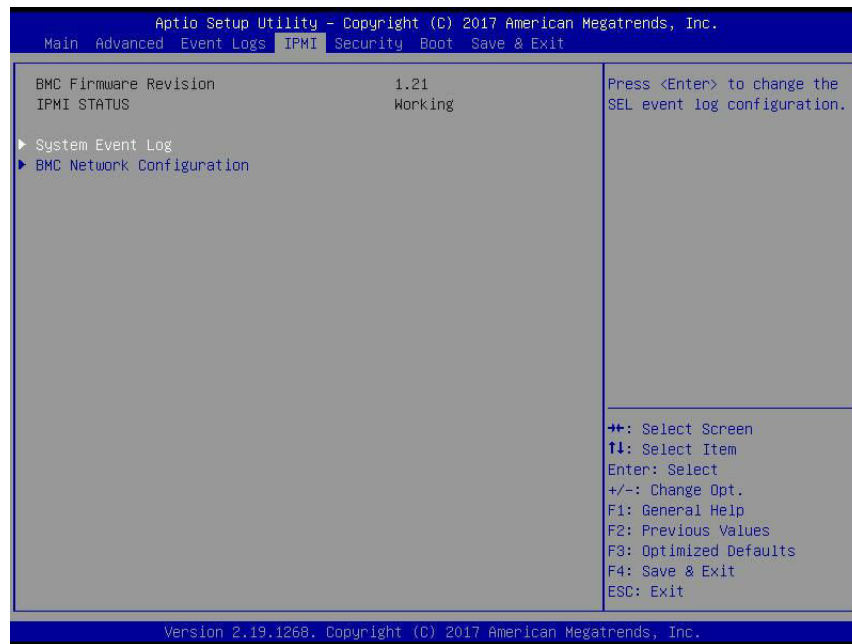 Aptio Setup Utility – Copyright (C) 2017 American Megatrends, Inc.
Main Advanced Event Logs IPMI Security Boot Save & Exit
BMC Firmware Revision 1.21
IPMI STATUS Working
System Event Log
BMC Network Configuration
Press <Enter> to change the
SEL event log configuration.
→←: Select Screen
↑↓: Select Item
Enter: Select
+/-: Change Opt.
F1: General Help
F2: Previous Values
F3: Optimized Defaults
F4: Save & Exit
ESC: Exit
Version 2.19.1268. Copyright (C) 2017 American Megatrends, Inc.